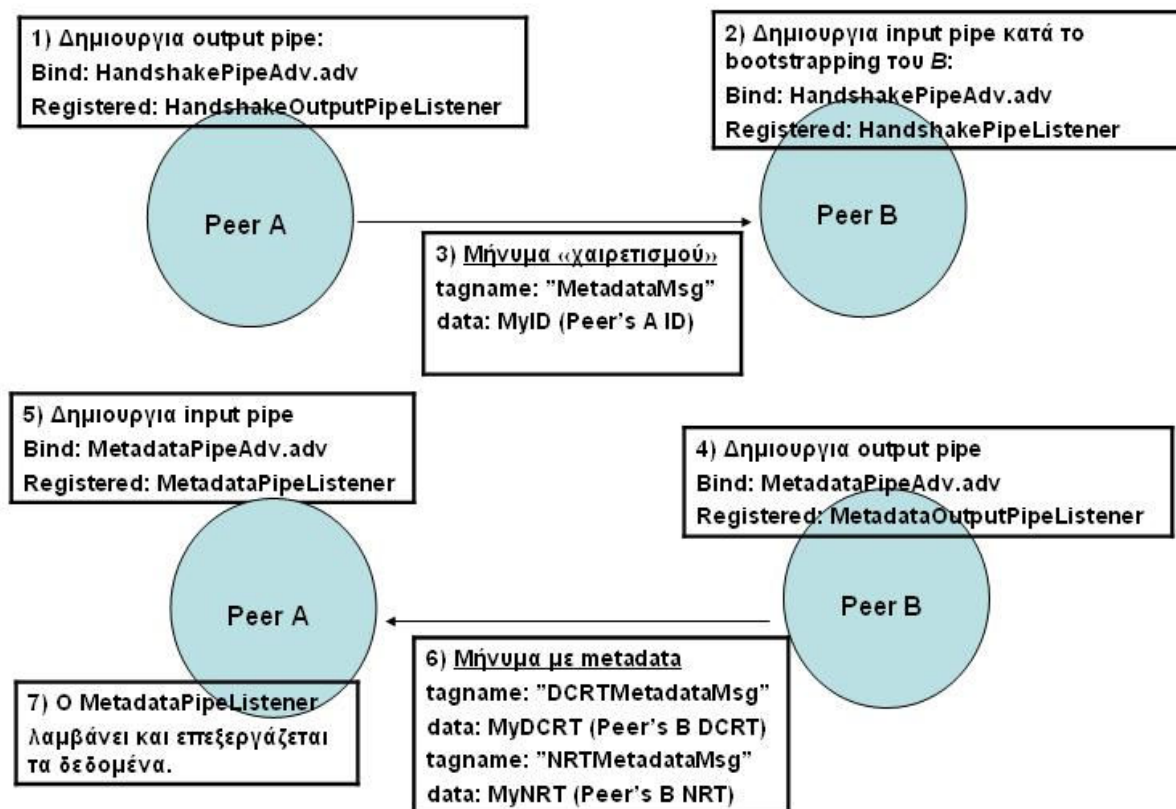 1) Δημιουργια output pipe:
Bind: HandshakePipeAdv.adv
Registered: HandshakeOutputPipeListener
2) Δημιουργια input pipe κατά το
bootstrapping του B:
Bind: HandshakePipeAdv.adv
Registered: HandshakePipeListener
Peer A
Peer B
3) Μήνυμα «χαιρετισμού»
tagname: ”MetadataMsg”
data: MyID (Peer’s A ID)
5) Δημιουργια input pipe
Bind: MetadataPipeAdv.adv
Registered: MetadataPipeListener
4) Δημιουργια output pipe
Bind: MetadataPipeAdv.adv
Registered: MetadataOutputPipeListener
Peer A
Peer B
6) Μήνυμα με metadata
tagname: ”DCRTMetadataMsg”
data: MyDCRT (Peer’s B DCRT)
tagname: ”NRTMetadataMsg”
data: MyNRT (Peer’s B NRT)
7) Ο MetadataPipeListener
λαμβάνει και επεξεργάζεται
τα δεδομένα.